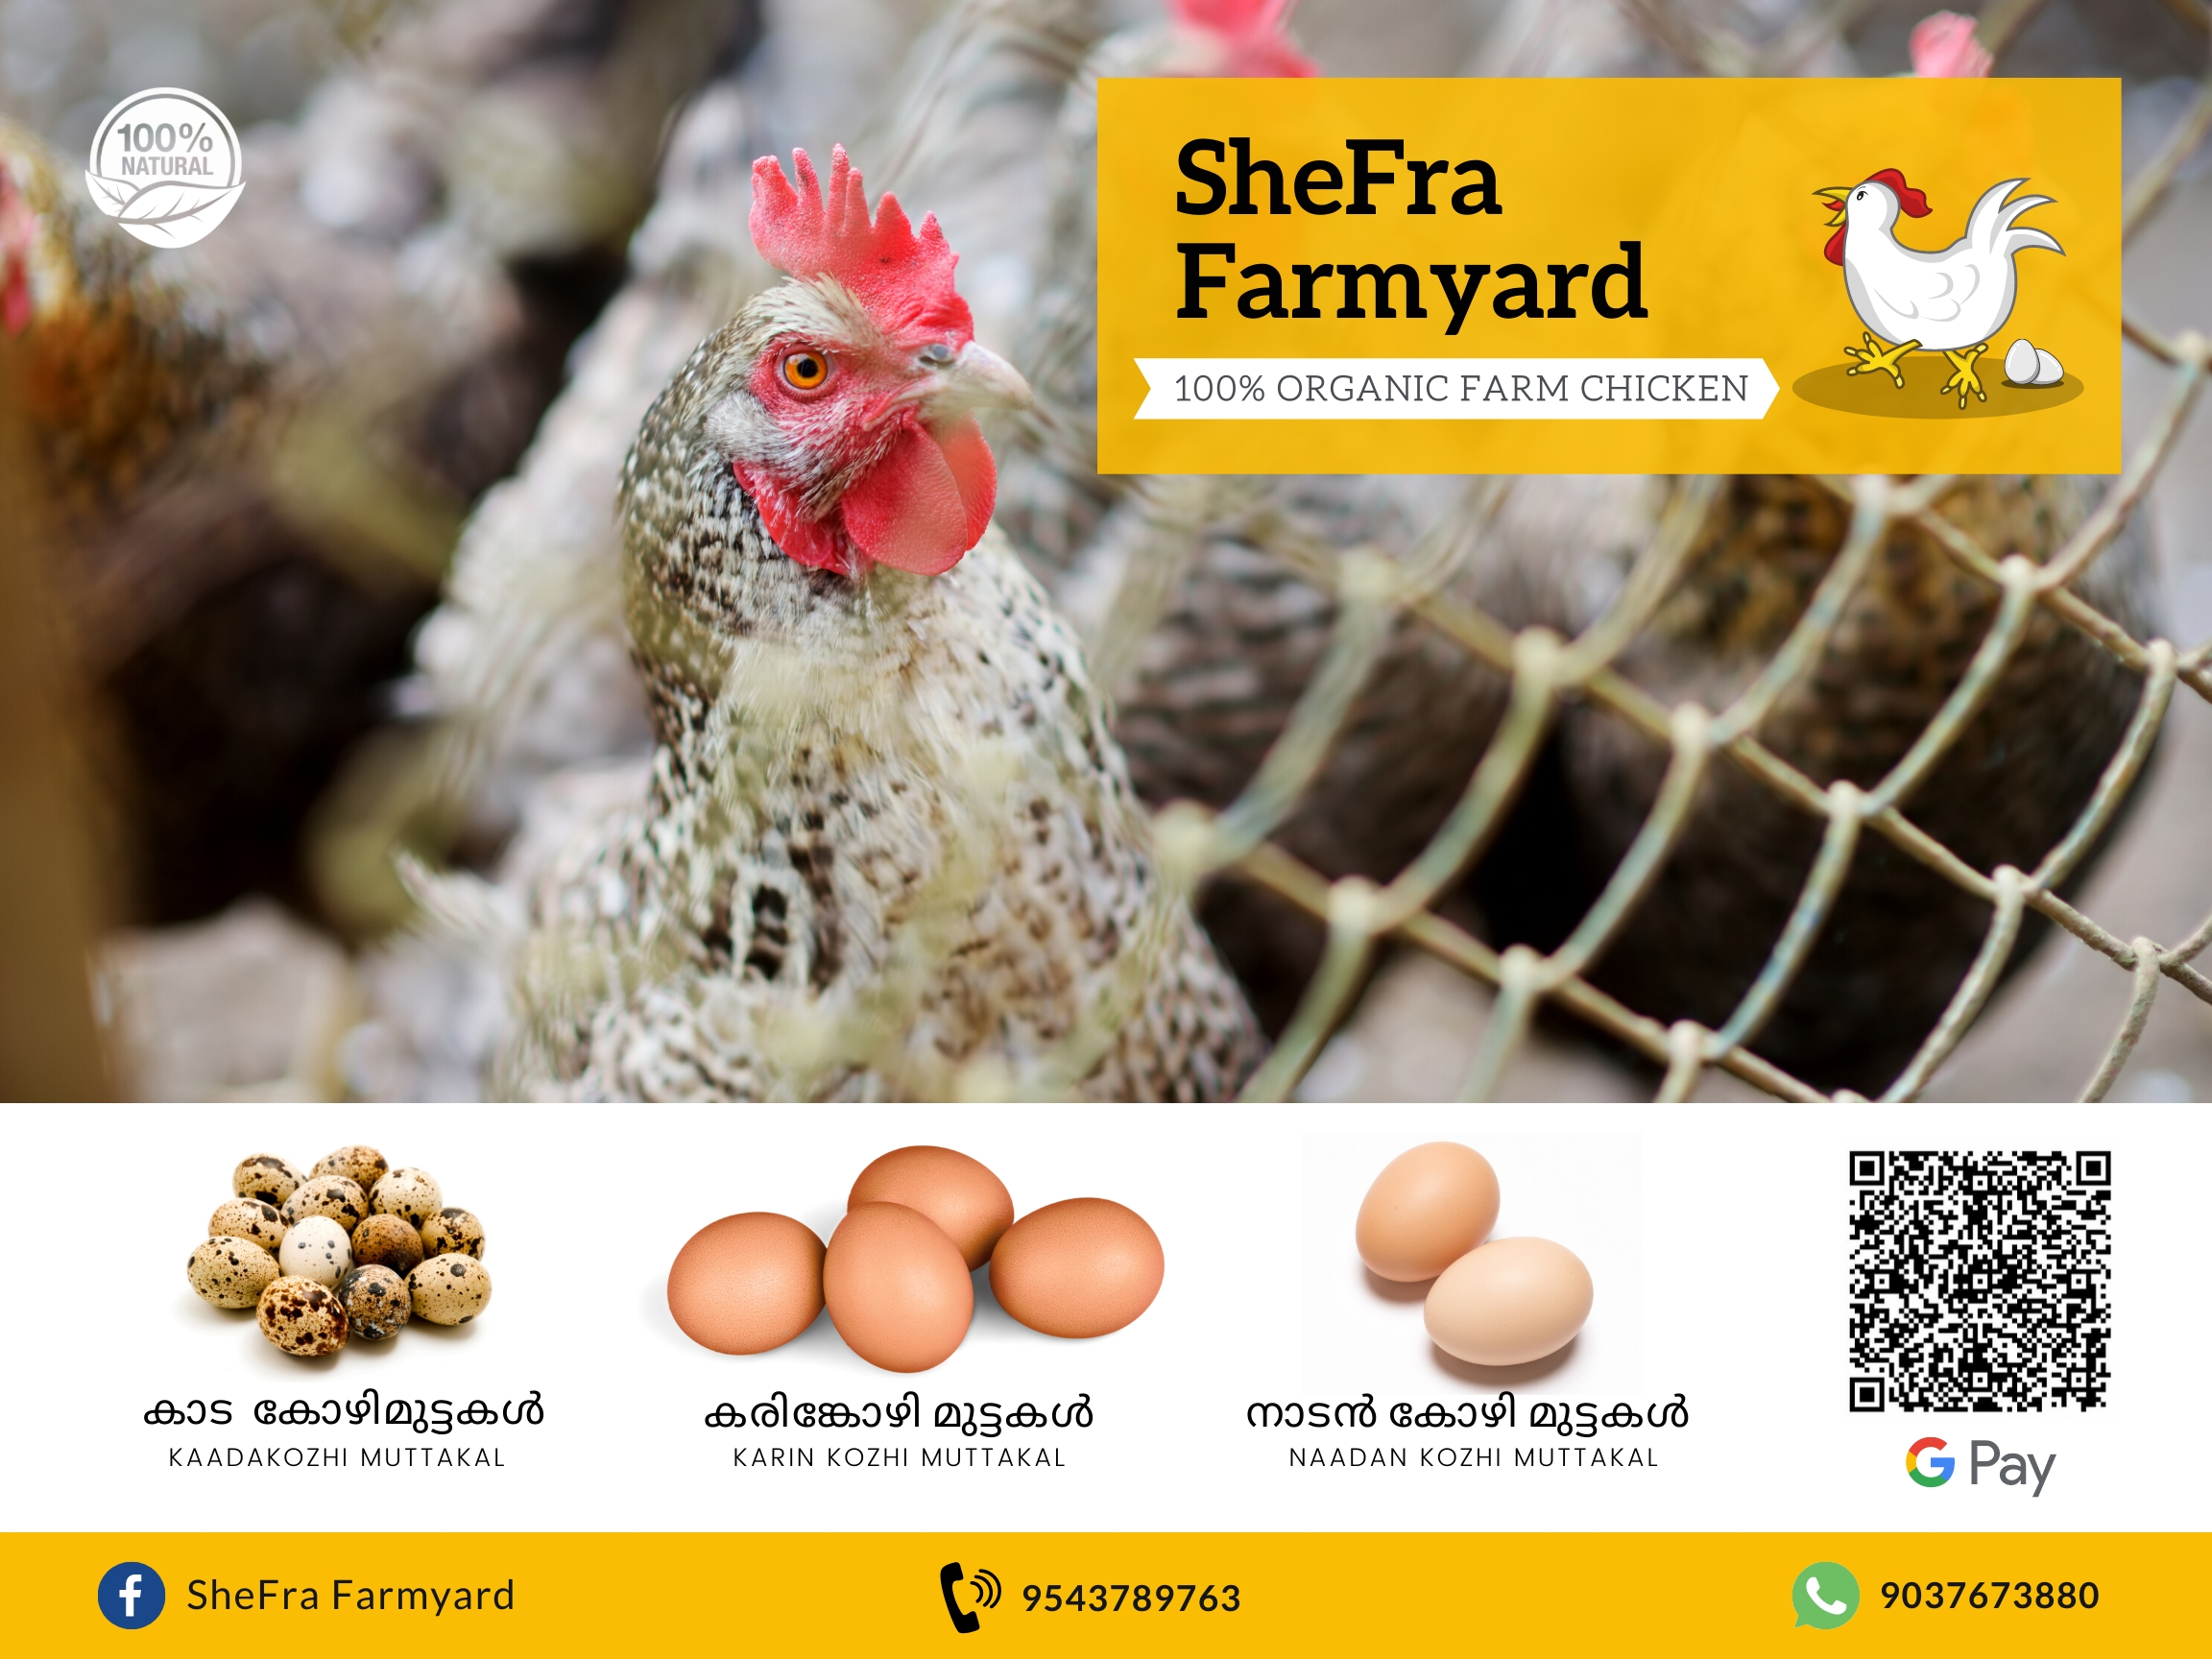 100%
NATURAL
SheFra
Farmyard
100% ORGANIC FARM CHICKEN
കാട കോഴിമുട്ടകൾ
KAADAKOZHI MUTTAKAL
കരിങ്കോഴി മുട്ടകൾ
KARIN KOZHI MUTTAKAL
നാടൻ കോഴി മുട്ടകൾ
NAADAN KOZHI MUTTAKAL
G Pay
SheFra Farmyard
9543789763
9037673880